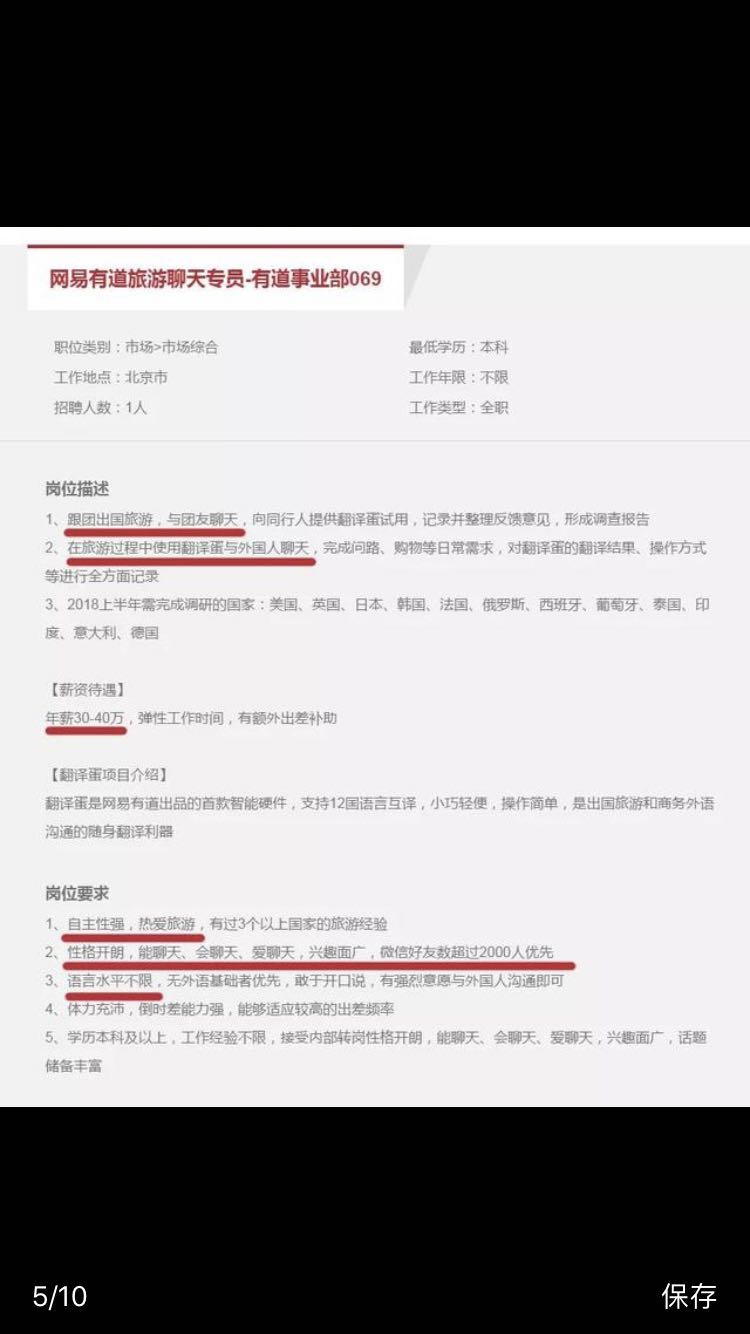 网易有道旅游聊天专员-有道事业部069
职位类别：市场>市场综合
最低学历：本科
工作地点：北京市
工作年限：不限
招聘人数：1人
工作类型：全职
岗位描述
1、跟团出国旅游，与团友聊天，向同行人提供翻译蛋试用，记录并整理反馈意见，形成调查报告
2、在旅游过程中使用翻译蛋与外国人聊天，完成问路、购物等日常需求，对翻译蛋的翻译结果、操作方式
等进行全方面记录
3、2018上半年需完成调研的国家：美国、英国、日本、韩国、法国、俄罗斯、西班牙、葡萄牙、泰国、印
度、意大利、德国
【薪资待遇】
年薪30-40万，弹性工作时间，有额外出差补助
【翻译蛋项目介绍】
翻译蛋是网易有道出品的首款智能硬件，支持12国语言互译，小巧轻便，操作简单，是出国旅游和商务外语
沟通的随身翻译利器
岗位要求
1、自主性强，热爱旅游，有过3个以上国家的旅游经验
2、性格开朗，能聊天、会聊天、爱聊天，兴趣面广，微信好友数超过2000人优先
3、语言水平不限，无外语基础者优先，敢于开口说，有强烈意愿与外国人沟通即可
4、体力充沛，倒时差能力强，能够适应较高的出差频率
5、学历本科及以上，工作经验不限，接受内部转岗性格开朗，能聊天、会聊天、爱聊天，兴趣面广，话题
储备丰富
5/10
保存